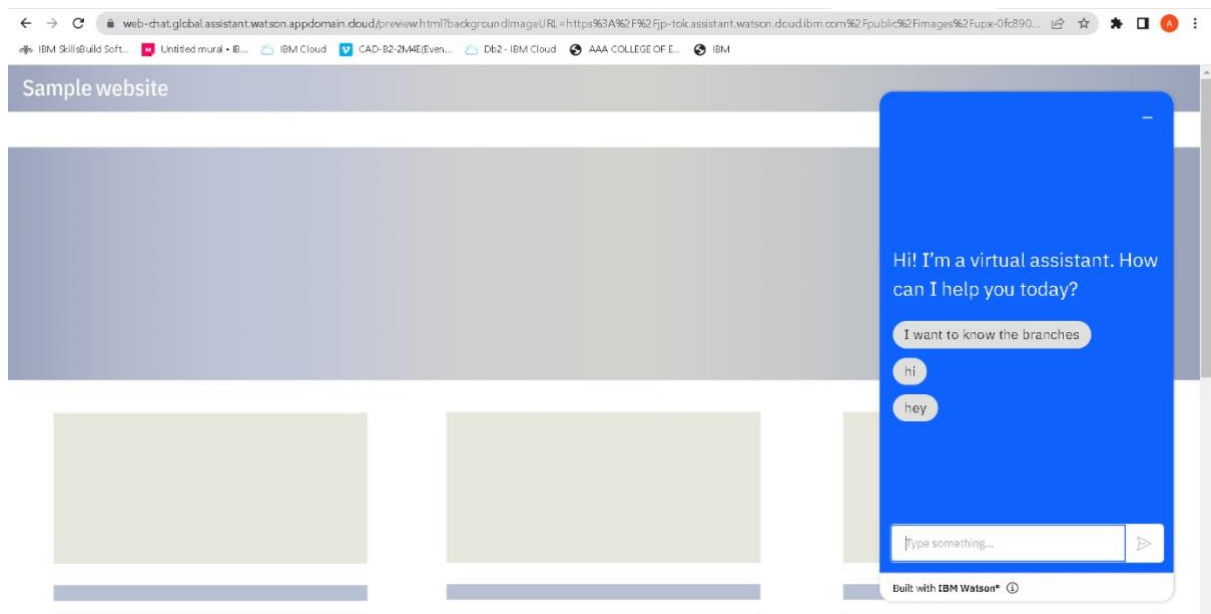 web-chat.global.assistant.watson.appdomain.cloud/preview.html?backgroundImageURL=https%3A%2F%2Fjp-tok.assistant.watson.cloud.ibm.com%2Fpublic%2Fimages%2Fupx-0fc890...
A
IBM SkillsBuild Soft... Untitled mural • B... IBM Cloud CAD-B2-2M4E(Even... Db2 - IBM Cloud AAA COLLEGE OF E... IBM
Sample website
Hi! I'm a virtual assistant. How
can I help you today?
I want to know the branches
hi
hey
Type something...
Built with IBM Watson®